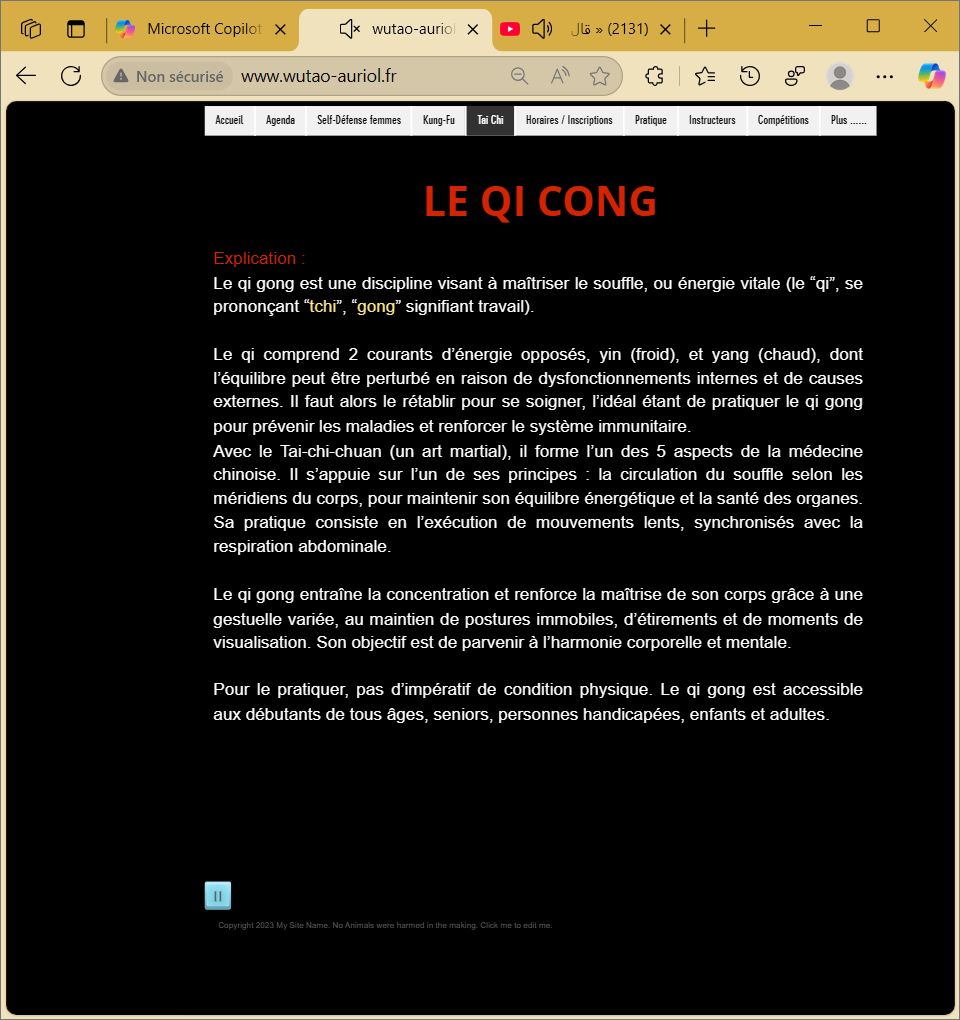 Microsoft Copilot
wutao-auriol
قال » (2131)
Non sécurisé
www.wutao-auriol.fr
Accueil
Agenda
Self-Défense femmes
Kung-Fu
Tai Chi
Horaires / Inscriptions
Pratique
Instructeurs
Compétitions
Plus ......
LE QI CONG
Explication :
Le qi gong est une discipline visant à maîtriser le souffle, ou énergie vitale (le “qi”, se
prononçant “tchi”, “gong” signifiant travail).
Le qi comprend 2 courants d’énergie opposés, yin (froid), et yang (chaud), dont
l’équilibre peut être perturbé en raison de dysfonctionnements internes et de causes
externes. Il faut alors le rétablir pour se soigner, l’idéal étant de pratiquer le qi gong
pour prévenir les maladies et renforcer le système immunitaire.
Avec le Tai-chi-chuan (un art martial), il forme l’un des 5 aspects de la médecine
chinoise. Il s’appuie sur l’un de ses principes : la circulation du souffle selon les
méridiens du corps, pour maintenir son équilibre énergétique et la santé des organes.
Sa pratique consiste en l’exécution de mouvements lents, synchronisés avec la
respiration abdominale.
Le qi gong entraîne la concentration et renforce la maîtrise de son corps grâce à une
gestuelle variée, au maintien de postures immobiles, d’étirements et de moments de
visualisation. Son objectif est de parvenir à l’harmonie corporelle et mentale.
Pour le pratiquer, pas d’impératif de condition physique. Le qi gong est accessible
aux débutants de tous âges, seniors, personnes handicapées, enfants et adultes.
Copyright 2023 My Site Name. No Animals were harmed in the making. Click me to edit me.